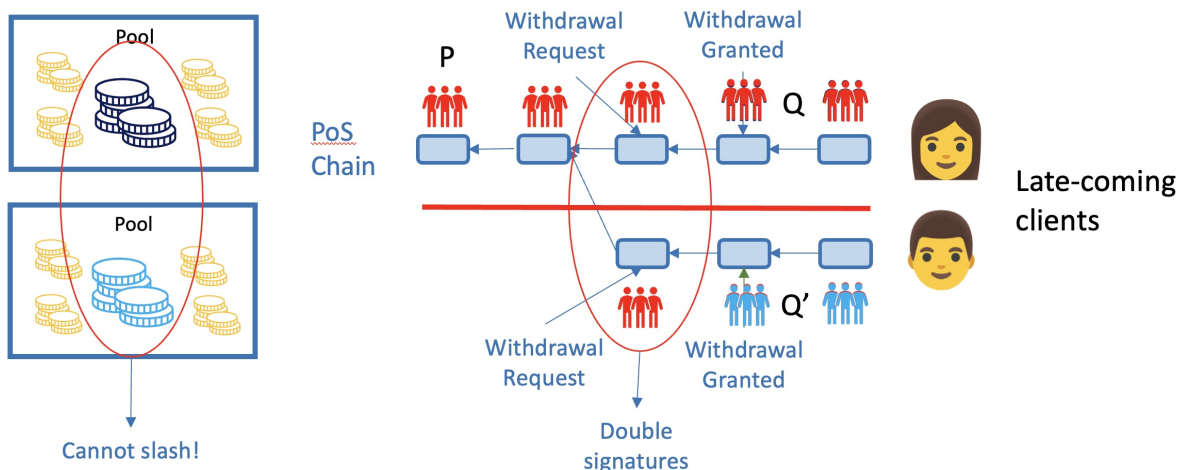 Pool
Pool
Cannot slash!
PoS
Chain
P
Withdrawal
Request
Withdrawal
Granted
Q
Withdrawal
Request
Q’
Withdrawal
Granted
Double
signatures
Late-coming
clients